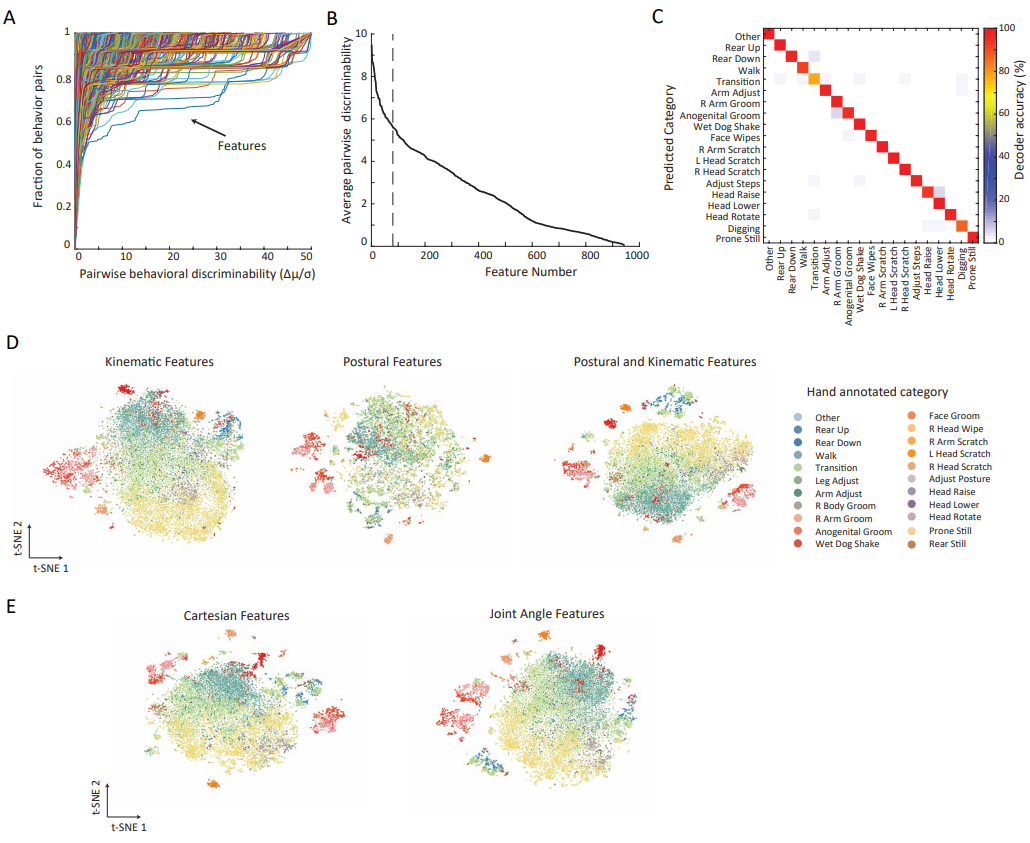 A
Fraction of behavior pairs
1
0.8
0.6
0.4
0.2
0
Features
0
10
20
30
40
50
Pairwise behavioral discriminability (Δμ/σ)
B
Average pairwise discriminability
10
8
6
4
2
0
0
200
400
600
800
1000
Feature Number
C
Predicted Category
Other
Rear Up
Rear Down
Walk
Transition
Arm Adjust
R Arm Groom
Anogenital Groom
Wet Dog Shake
Face Wipes
R Arm Scratch
L Head Scratch
R Head Scratch
Adjust Steps
Head Raise
Head Lower
Head Rotate
Digging
Prone Still
Other
Rear Up
Rear Down
Walk
Transition
Arm Adjust
R Arm Groom
Anogenital Groom
Wet Dog Shake
Face Wipes
R Arm Scratch
L Head Scratch
R Head Scratch
Adjust Steps
Head Raise
Head Lower
Head Rotate
Digging
Prone Still
100
80
60
40
20
0
Decoder accuracy (%)
D
Kinematic Features
Postural Features
Postural and Kinematic Features
t-SNE 2
t-SNE 1
Hand annotated category
Other
Rear Up
Rear Down
Walk
Transition
Leg Adjust
Arm Adjust
R Body Groom
R Arm Groom
Anogenital Groom
Wet Dog Shake
Face Groom
R Head Wipe
R Arm Scratch
L Head Scratch
R Head Scratch
Adjust Posture
Head Raise
Head Lower
Head Rotate
Prone Still
Rear Still
E
Cartesian Features
Joint Angle Features
t-SNE 2
t-SNE 1